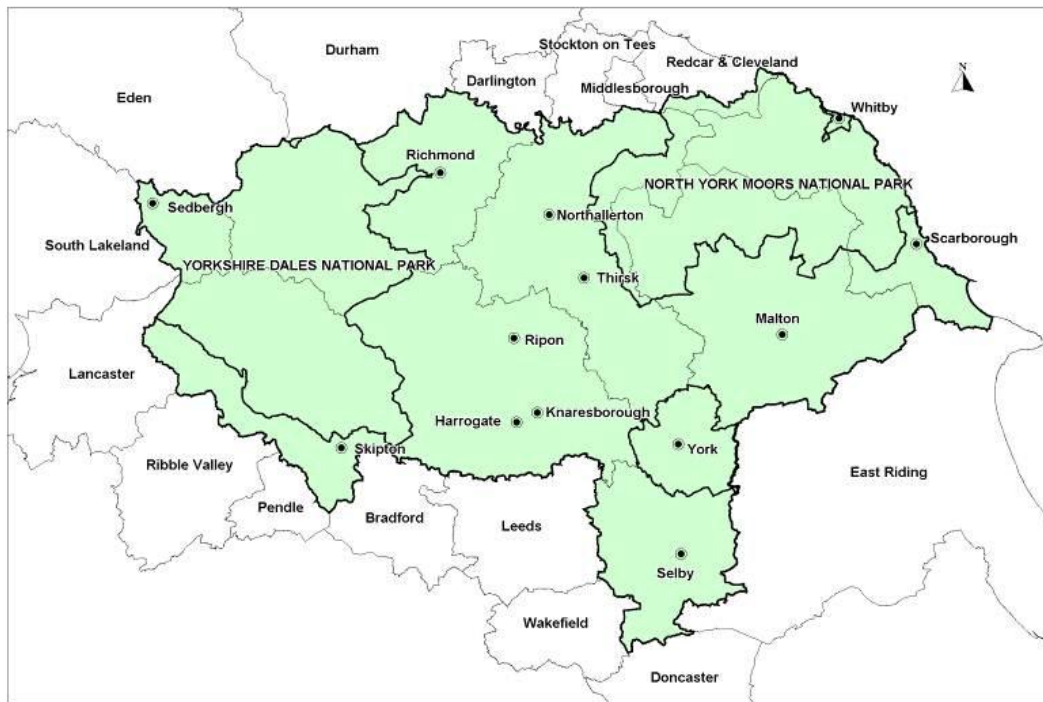 Durham
Stockton on Tees
Redcar & Cleveland
Darlington
Middlesborough
Eden
N
Whitby
Richmond
Sedbergh
NORTH YORK MOORS NATIONAL PARK
Northallerton
South Lakeland
Scarborough
YORKSHIRE DALES NATIONAL PARK
Thirsk
Malton
Ripon
Lancaster
Knaresborough
Harrogate
Skipton
York
Ribble Valley
East Riding
Pendle
Bradford
Leeds
Selby
Wakefield
Doncaster